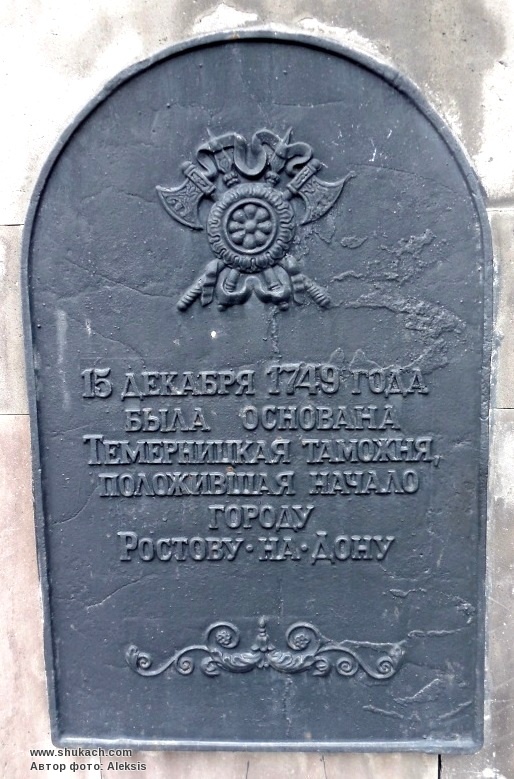 15 ДЕКАБРЯ 1749 ГОДА
БЫЛА ОСНОВАНА
ТЕМЕРНИЦКАЯ ТАМОЖНЯ,
ПОЛОЖИВШАЯ НАЧАЛО
ГОРОДУ
РОСТОВУ·НА·ДОНУ
www.shukach.com
Автор фото: Aleksis